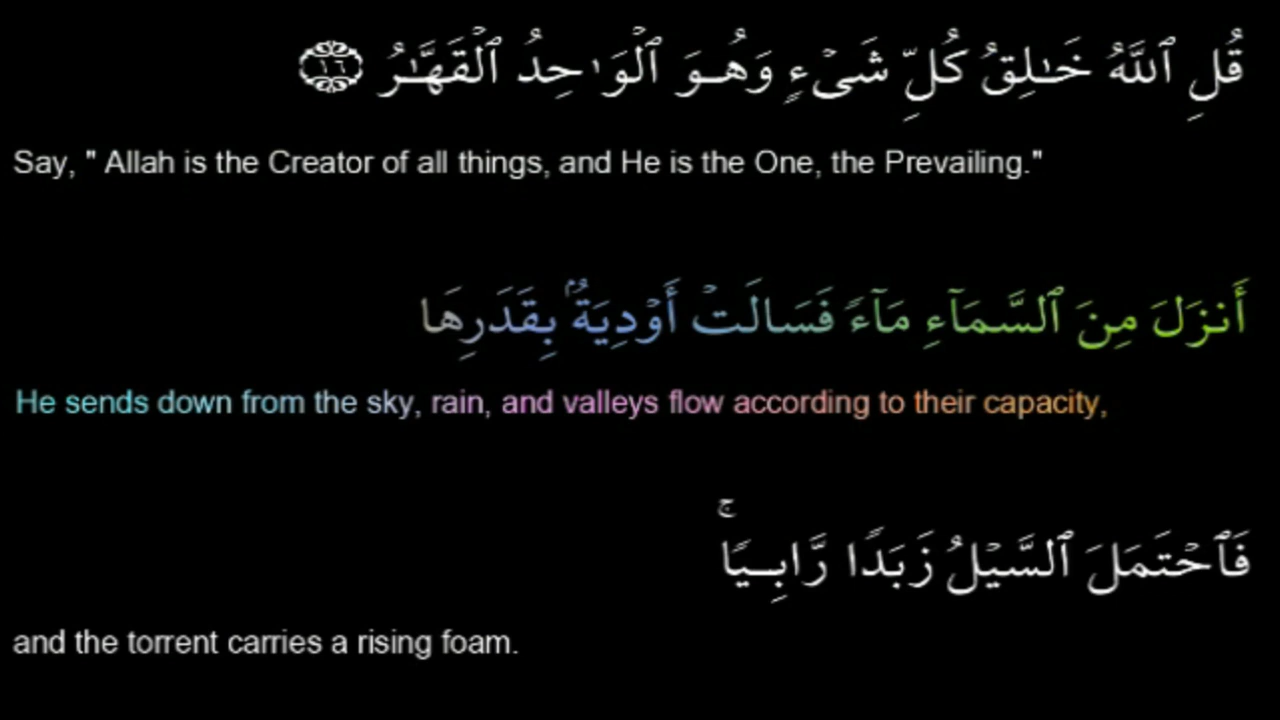 قُلِ ٱللَّهُ خَـٰلِقُ كُلِّ شَىۡءٍ وَهُـوَ ٱلۡوَٰحِدُ ٱلۡقَهَّـٰرُ ١٦
Say, " Allah is the Creator of all things, and He is the One, the Prevailing."
أَنزَلَ مِنَ ٱلسَّمَآءِ مَآءً فَسَالَتۡ أَوۡدِيَةُۢ بِقَدَرِهَا
He sends down from the sky, rain, and valleys flow according to their capacity,
فَٱحۡتَمَلَ ٱلسَّيۡلُ زَبَدًا رَّابِـيًاۚ
and the torrent carries a rising foam.